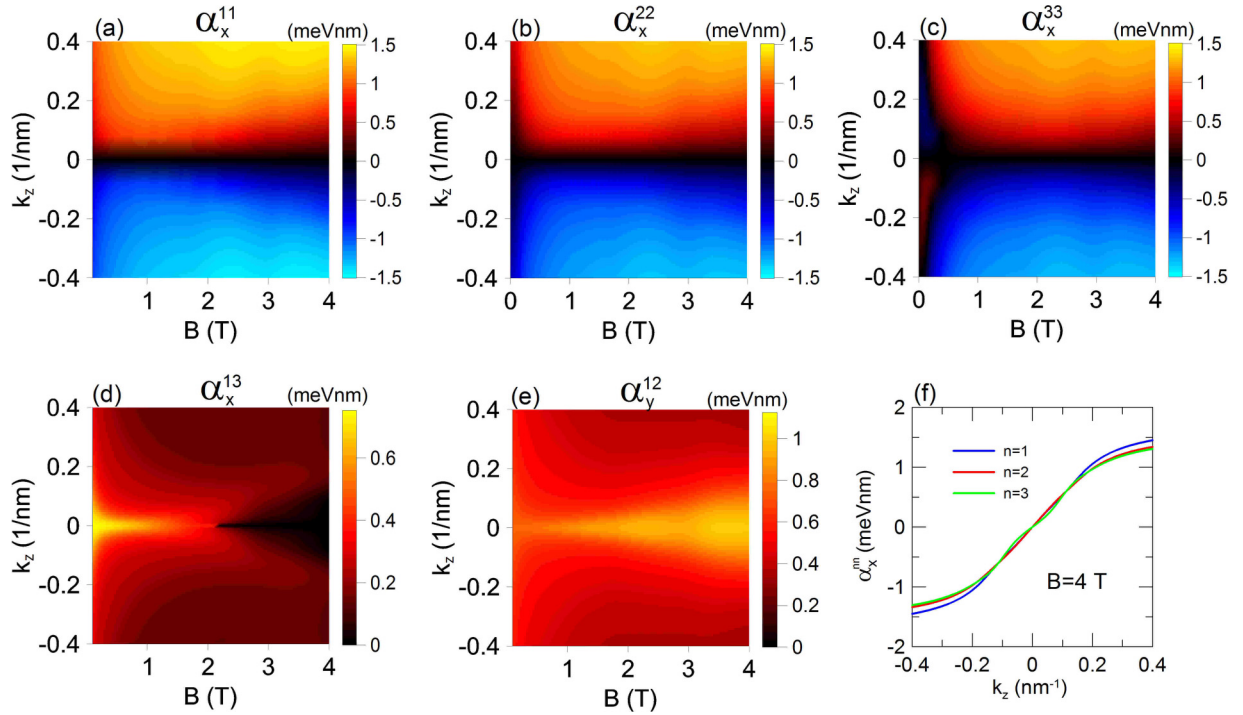 (a) α_x^11 (meVnm)
0.4
0.2
0
-0.2
-0.4
k_z (1/nm)
1 2 3 4
B (T)
1.5
1
0.5
0
-0.5
-1
-1.5
(b) α_x^22 (meVnm)
0.4
0.2
0
-0.2
-0.4
k_z (1/nm)
0 1 2 3 4
B (T)
1.5
1
0.5
0
-0.5
-1
-1.5
(c) α_x^33 (meVnm)
0.4
0.2
0
-0.2
-0.4
k_z (1/nm)
0 1 2 3 4
B (T)
1.5
1
0.5
0
-0.5
-1
-1.5
(d) α_x^13 (meVnm)
0.4
0.2
0
-0.2
-0.4
k_z (1/nm)
1 2 3 4
B (T)
0.6
0.4
0.2
0
(e) α_y^12 (meVnm)
0.4
0.2
0
-0.2
-0.4
k_z (1/nm)
1 2 3 4
B (T)
1
0.8
0.6
0.4
0.2
0
(f)
2
1
0
-1
-2
α_x^nn (meVnm)
n=1
n=2
n=3
B=4 T
-0.4 -0.2 0 0.2 0.4
k_z (nm^-1)